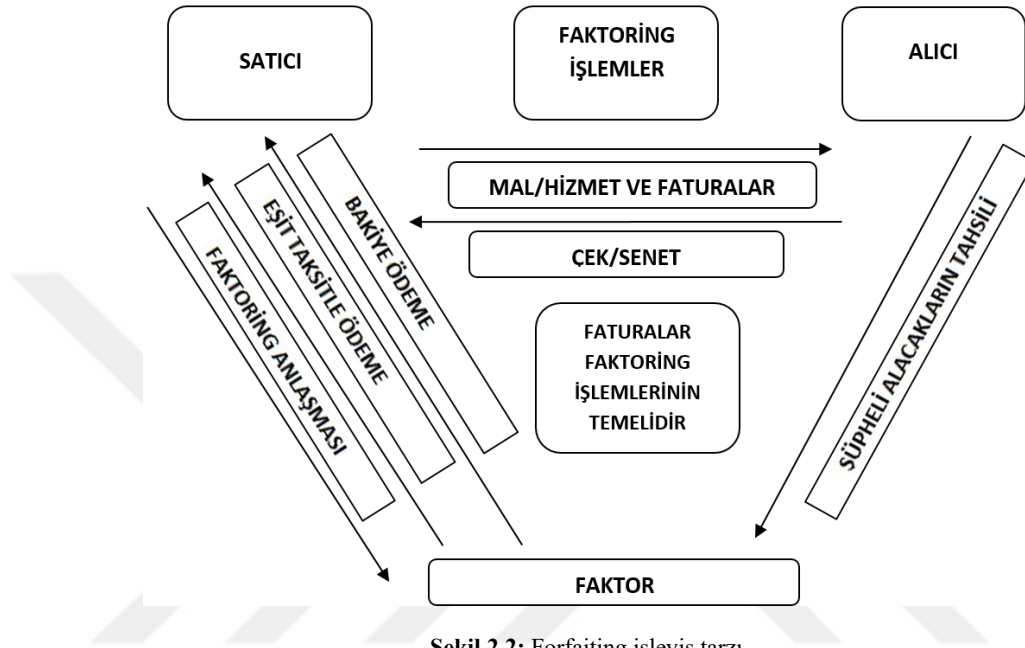 SATICI
FAKTORİNG
İŞLEMLER
ALICI
MAL/HİZMET VE FATURALAR
ÇEK/SENET
BAKİYE ÖDEME
EŞİT TAKSİTLE ÖDEME
FAKTORİNG ANLAŞMASI
ŞÜPHELİ ALACAKLARIN TAHSİLİ
FATURALAR
FAKTORİNG
İŞLEMLERİNİN
TEMELİDİR
FAKTOR
Şekil 2.2: Forfaiting işleyiş tarzı